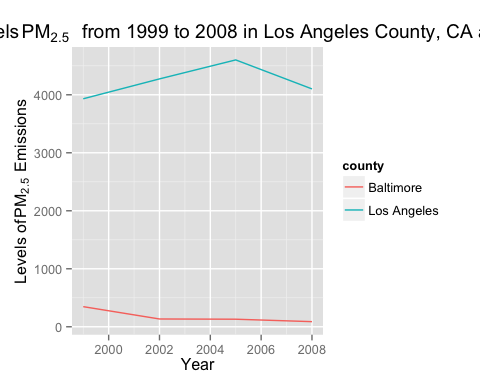 els PM2.5 from 1999 to 2008 in Los Angeles County, CA
Levels of PM2.5 Emissions
4000
3000
2000
1000
0
2000 2002 2004 2006 2008
Year
county
Baltimore
Los Angeles